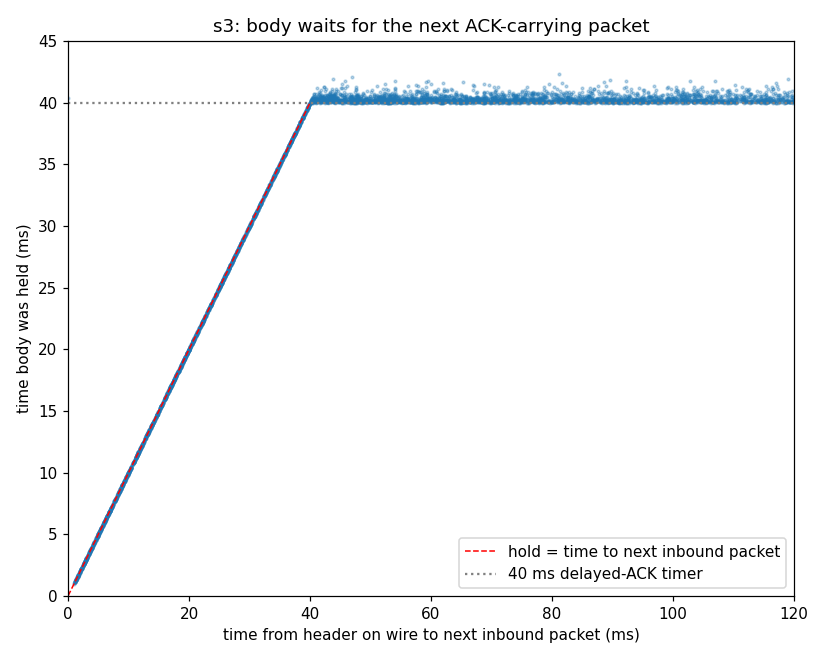 s3: body waits for the next ACK-carrying packet
45
40
35
30
25
20
15
10
5
0
time body was held (ms)
0 20 40 60 80 100 120
time from header on wire to next inbound packet (ms)
hold = time to next inbound packet
40 ms delayed-ACK timer